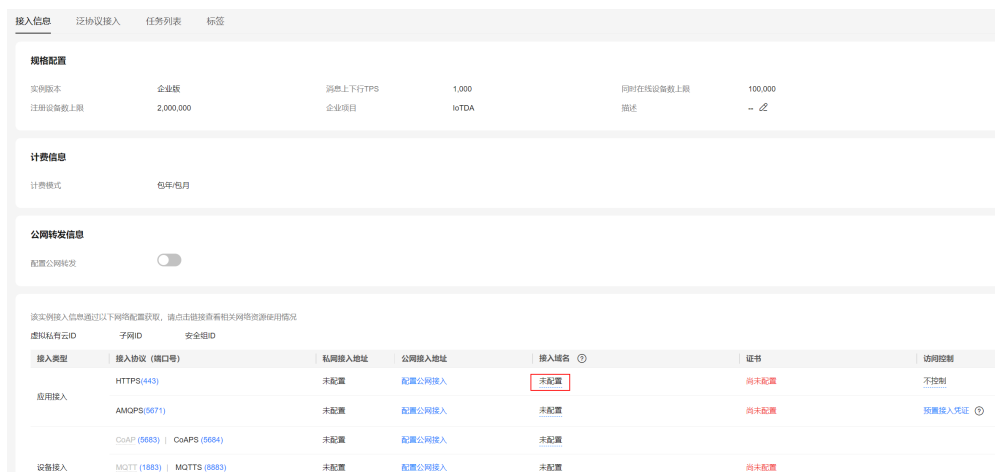 接入信息 泛协议接入 任务列表 标签
规格配置
实例版本 企业版 消息上下行TPS 1,000 同时在线设备数上限 100,000
注册设备数上限 2,000,000 企业项目 IoTDA 描述 --
计费信息
计费模式 包年/包月
公网转发信息
配置公网转发
该实例接入信息通过以下网络配置获取，请点击链接查看相关网络资源使用情况
虚拟私有云ID 子网ID 安全组ID
接入类型 接入协议（端口号） 私网接入地址 公网接入地址 接入域名 ? 证书 访问控制
HTTPS(443) 未配置 配置公网接入 未配置 尚未配置 不控制
应用接入
AMQPS(5671) 未配置 配置公网接入 未配置 尚未配置 预置接入凭证 ?
CoAP (5683) | CoAPS (5684) 未配置 配置公网接入 未配置
设备接入 MQTT (1883) | MQTTS (8883) 未配置 配置公网接入 未配置 尚未配置